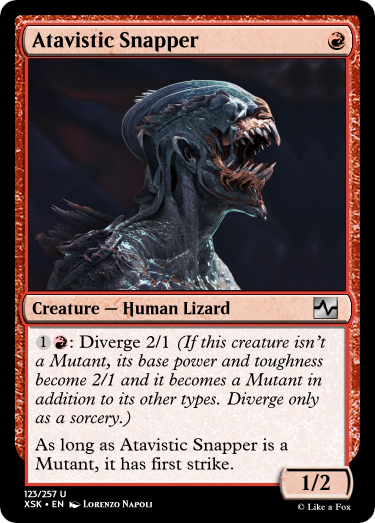 Atavistic Snapper
Creature — Human Lizard
1 : Diverge 2/1 (If this creature isn't
a Mutant, its base power and toughness
become 2/1 and it becomes a Mutant in
addition to its other types. Diverge only
as a sorcery.)
As long as Atavistic Snapper is a
Mutant, it has first strike.
1/2
123/257 U
XSK • EN Lorenzo Napoli
© Like a Fox